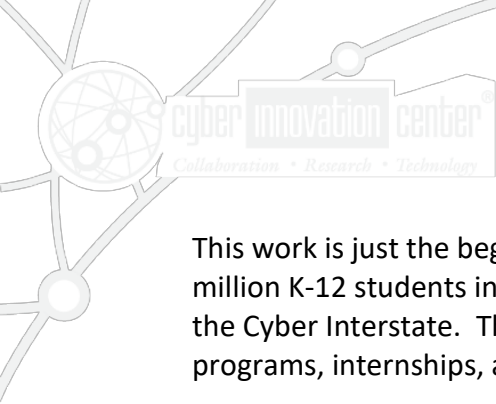 cyber innovation center®
Collaboration • Research • Technology
This work is just the beg
million K-12 students in
the Cyber Interstate.  Th
programs, internships, a